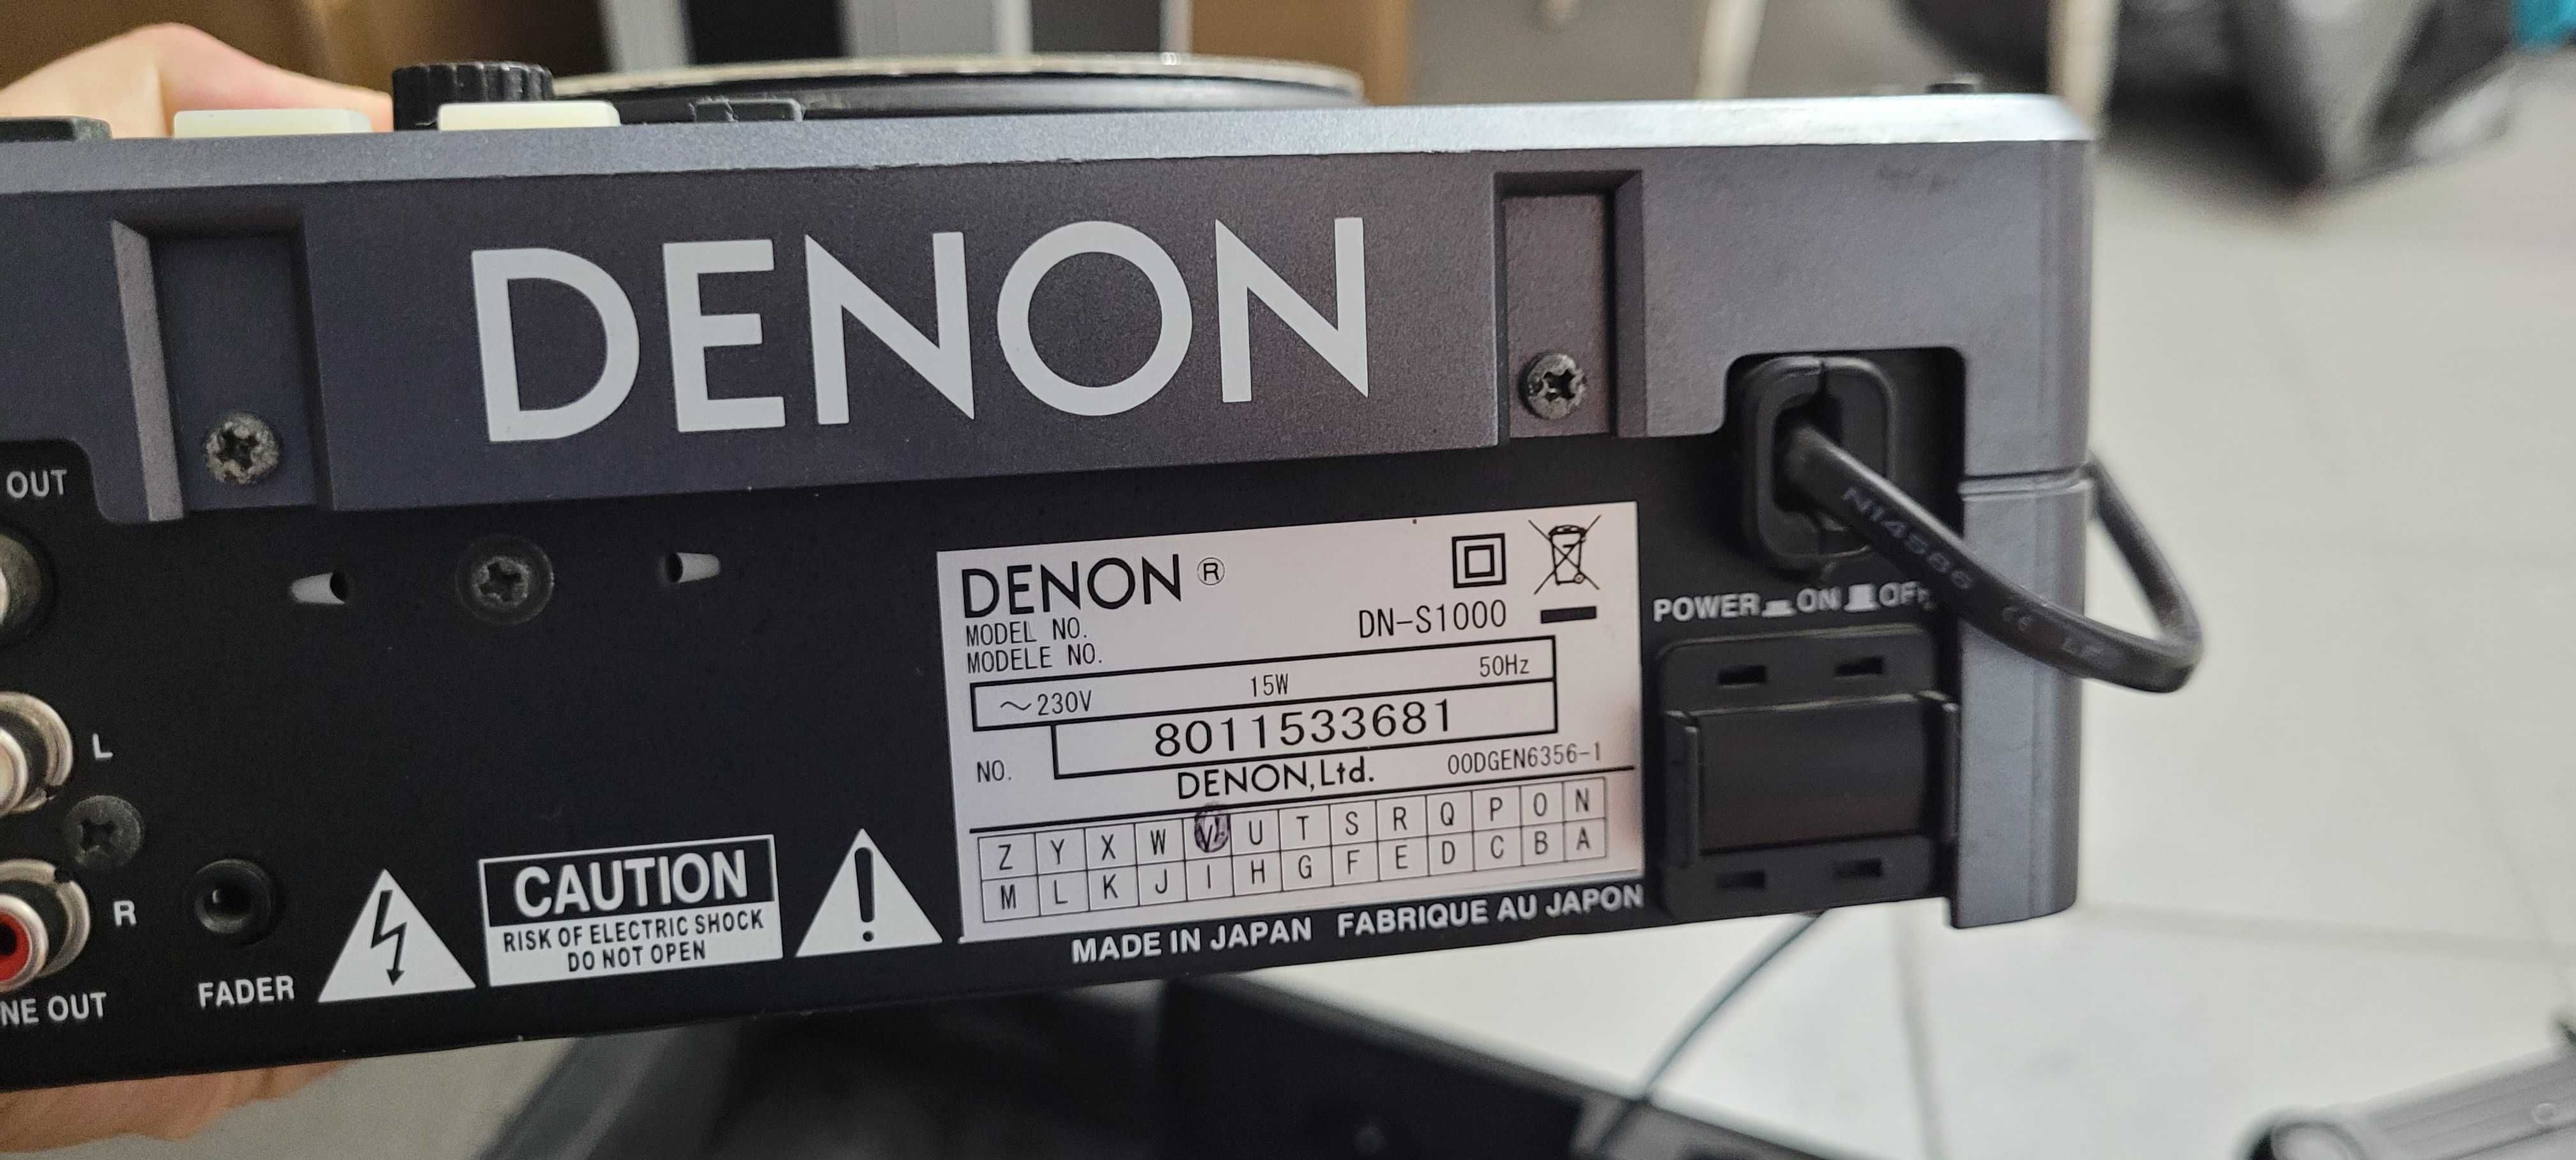 DENON
OUT
DENON ®
MODEL NO.
DN-S1000
MODELE NO.
~230V 15W 50Hz
8011533681
NO.
DENON,Ltd. 00DGEN6356-1
Z Y X W V U T S R Q P O N
M L K J I H G F E D C B A
MADE IN JAPAN FABRIQUE AU JAPON
POWER ON OFF
N14586
CE
L
R
NE OUT
FADER
CAUTION
RISK OF ELECTRIC SHOCK
DO NOT OPEN